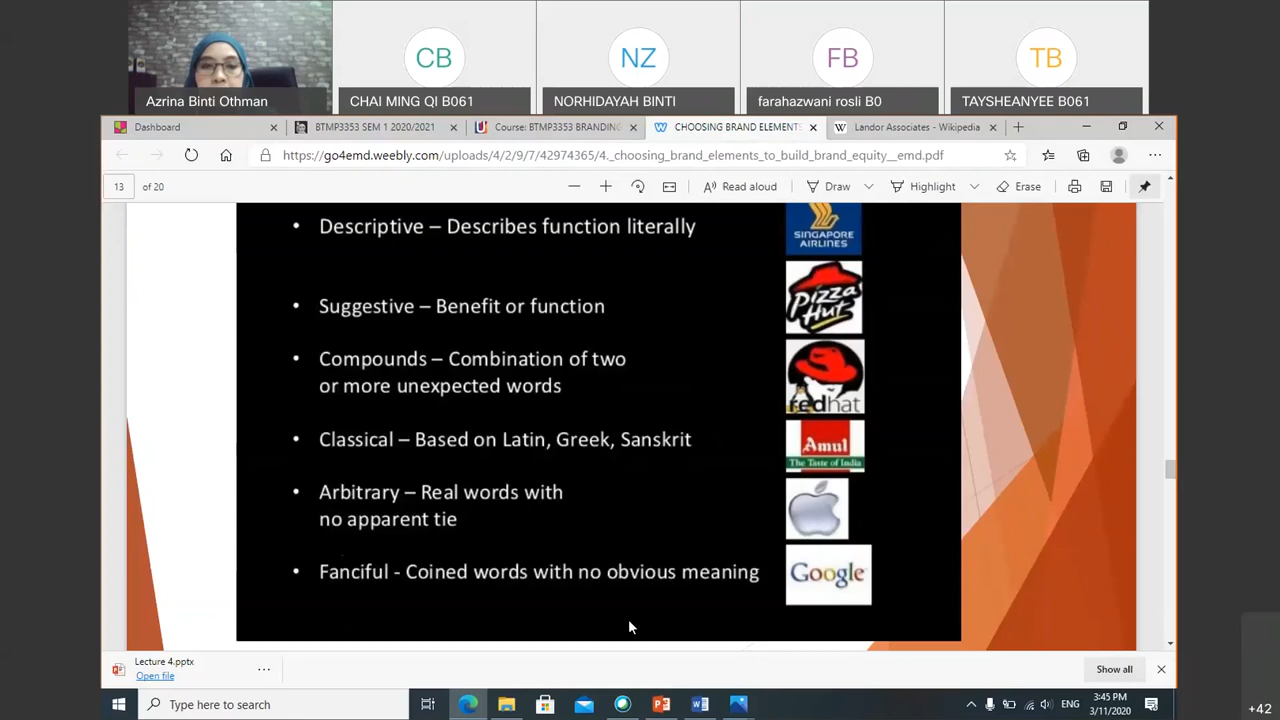 CB
NZ
FB
TB
Azrina Binti Othman
CHAI MING QI B061
NORHIDAYAH BINTI
farahazwani rosli B0
TAYSHEANYEE B061
Dashboard
BTMP3353 SEM 1 2020/2021
Course: BTMP3353 BRANDING
CHOOSING BRAND ELEMENTS
W Landor Associates - Wikipedia
https://go4emd.weebly.com/uploads/4/2/9/7/42974365/4._choosing_brand_elements_to_build_brand_equity__emd.pdf
13 of 20
Read aloud
Draw
Highlight
Erase
• Descriptive – Describes function literally
SINGAPORE
AIRLINES
• Suggestive – Benefit or function
Pizza
Hut
• Compounds – Combination of two
or more unexpected words
redhat
• Classical – Based on Latin, Greek, Sanskrit
Amul
The Taste of India
• Arbitrary – Real words with
no apparent tie
• Fanciful - Coined words with no obvious meaning
Google
Lecture 4.pptx
Open file
Show all
Type here to search
ENG
3:45 PM
3/11/2020
+42